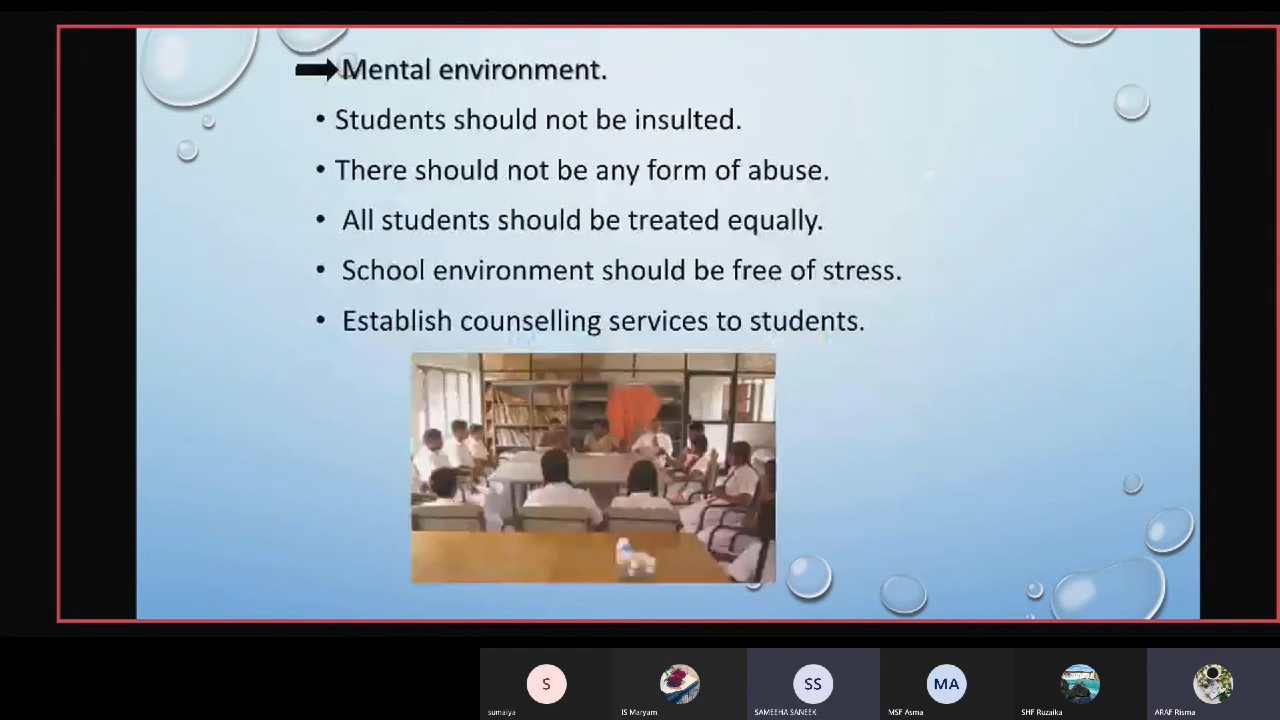 Mental environment.
• Students should not be insulted.
• There should not be any form of abuse.
• All students should be treated equally.
• School environment should be free of stress.
• Establish counselling services to students.
S
SS
MA
sumaiya
IS Maryam
SAMEEHA SANEEK
MSF Asma
SHF Ruzaika
ARAF Risma